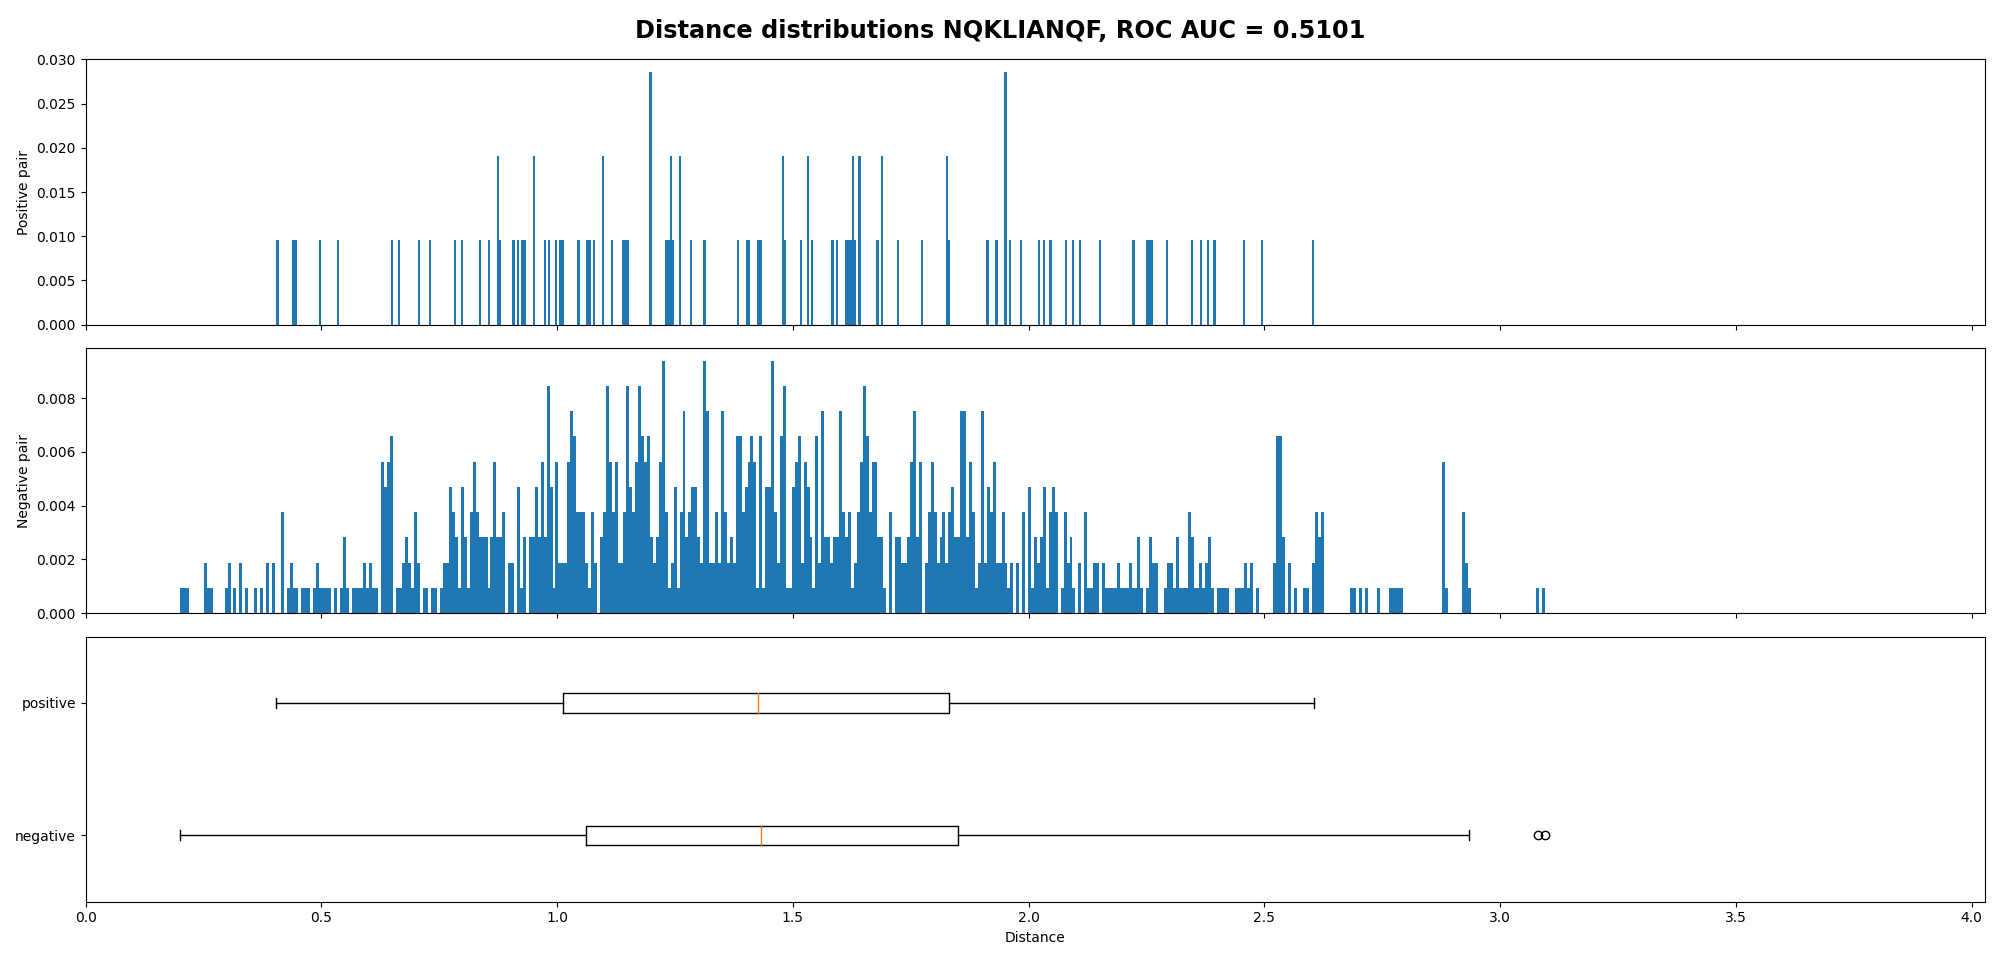 Distance distributions NQKLIANQF, ROC AUC = 0.5101
0.030
0.025
0.020
0.015
0.010
0.005
0.000
Positive pair
0.008
0.006
0.004
0.002
0.000
Negative pair
positive
negative
0.0 0.5 1.0 1.5 2.0 2.5 3.0 3.5 4.0
Distance